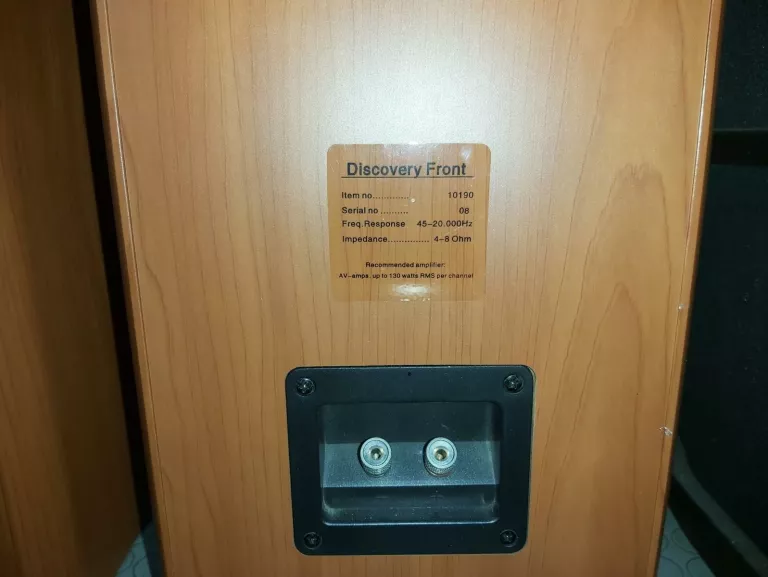 Discovery Front
Item no............. 10190
Serial no .......... 08
Freq.Response 45-20.000Hz
Impedance............... 4-8 Ohm
Recommended amplifier:
AV-amps. up to 130 watts RMS per channel